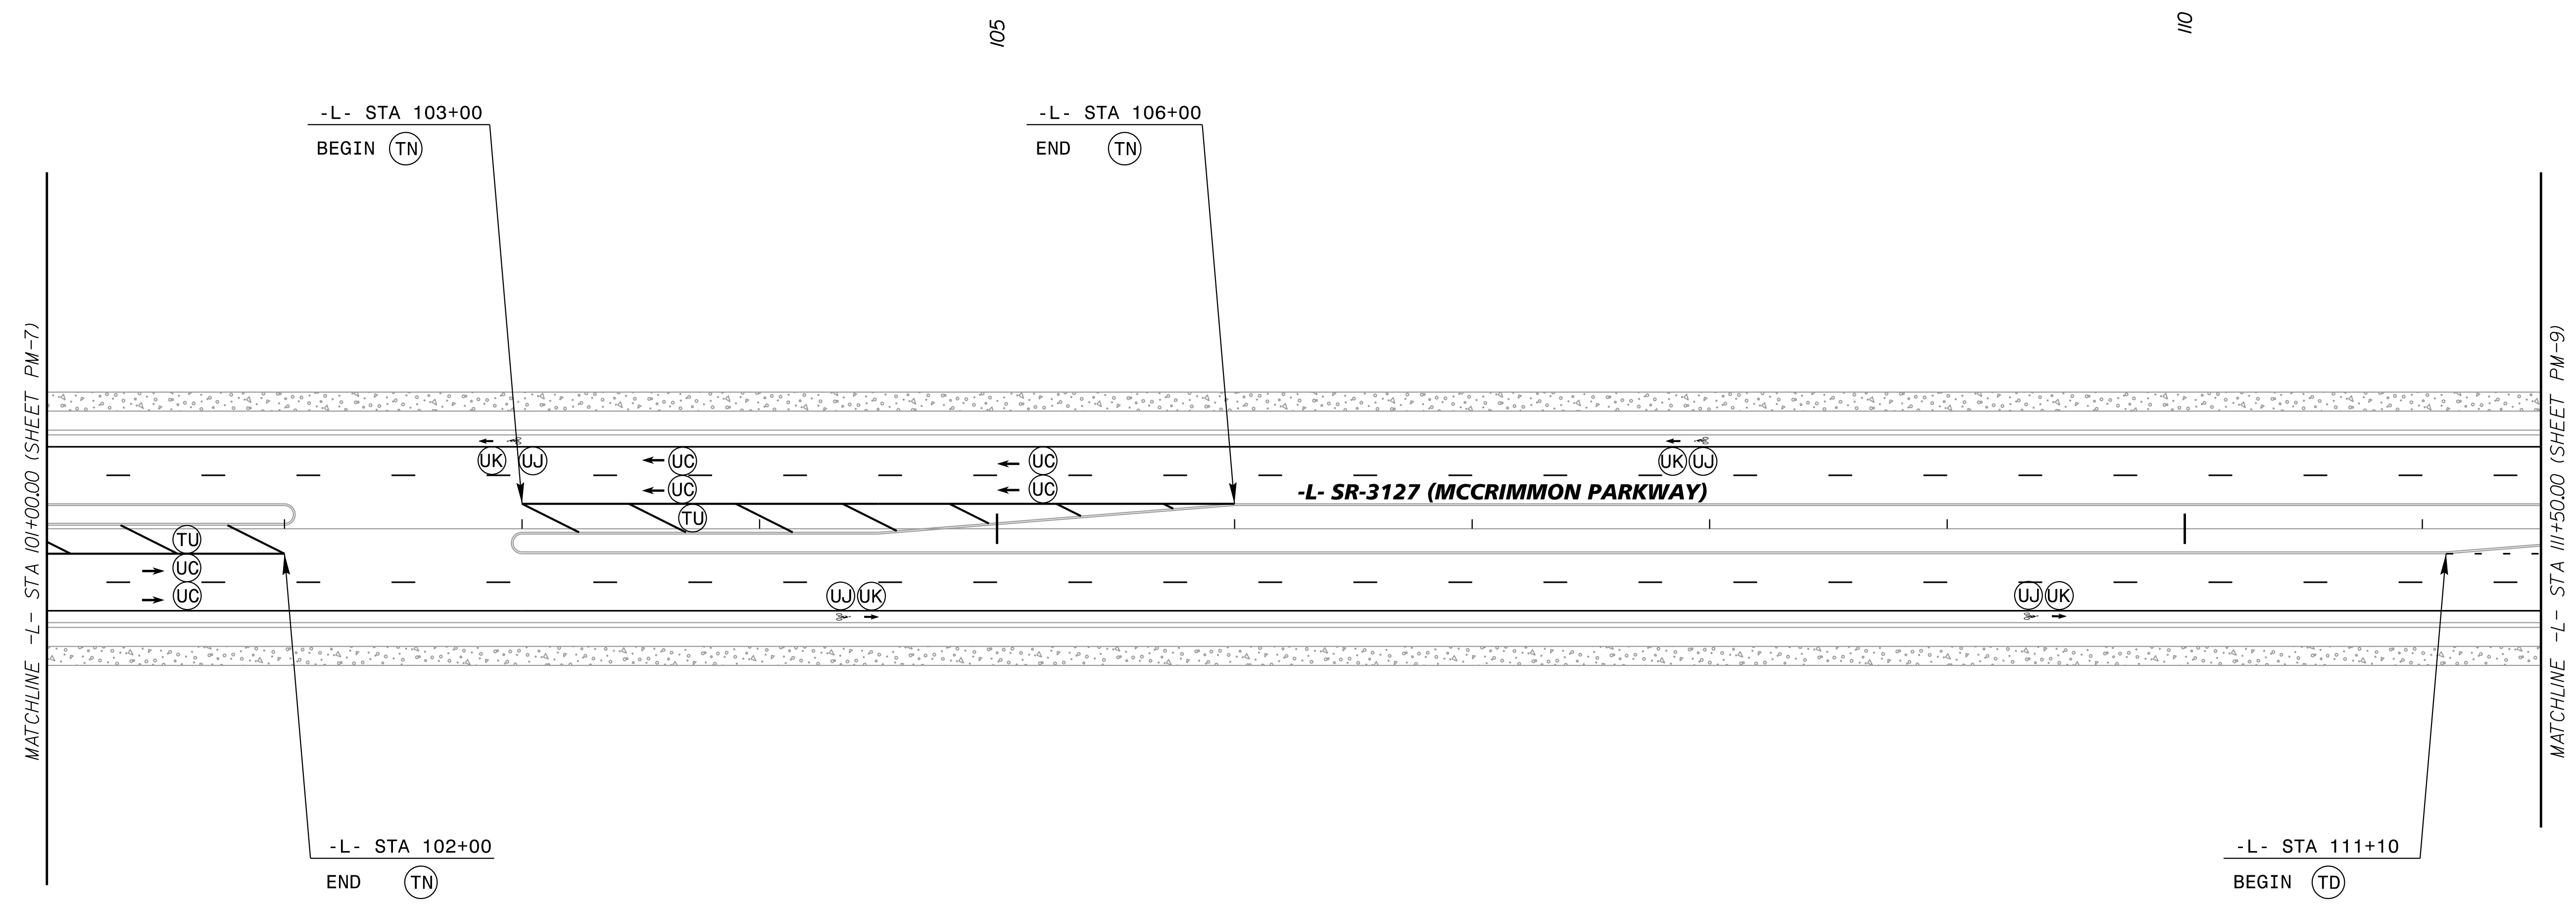 105
110
-L- STA 103+00
BEGIN TN
-L- STA 106+00
END TN
MATCHLINE -L- STA 101+00.00 (SHEET PM-7)
MATCHLINE -L- STA 111+50.00 (SHEET PM-9)
UK UJ
UC
UC
UC
UC
UK UJ
-L- SR-3127 (MCCRIMMON PARKWAY)
TU
TU
UC
UC
UJ UK
UJ UK
-L- STA 102+00
END TN
-L- STA 111+10
BEGIN TD